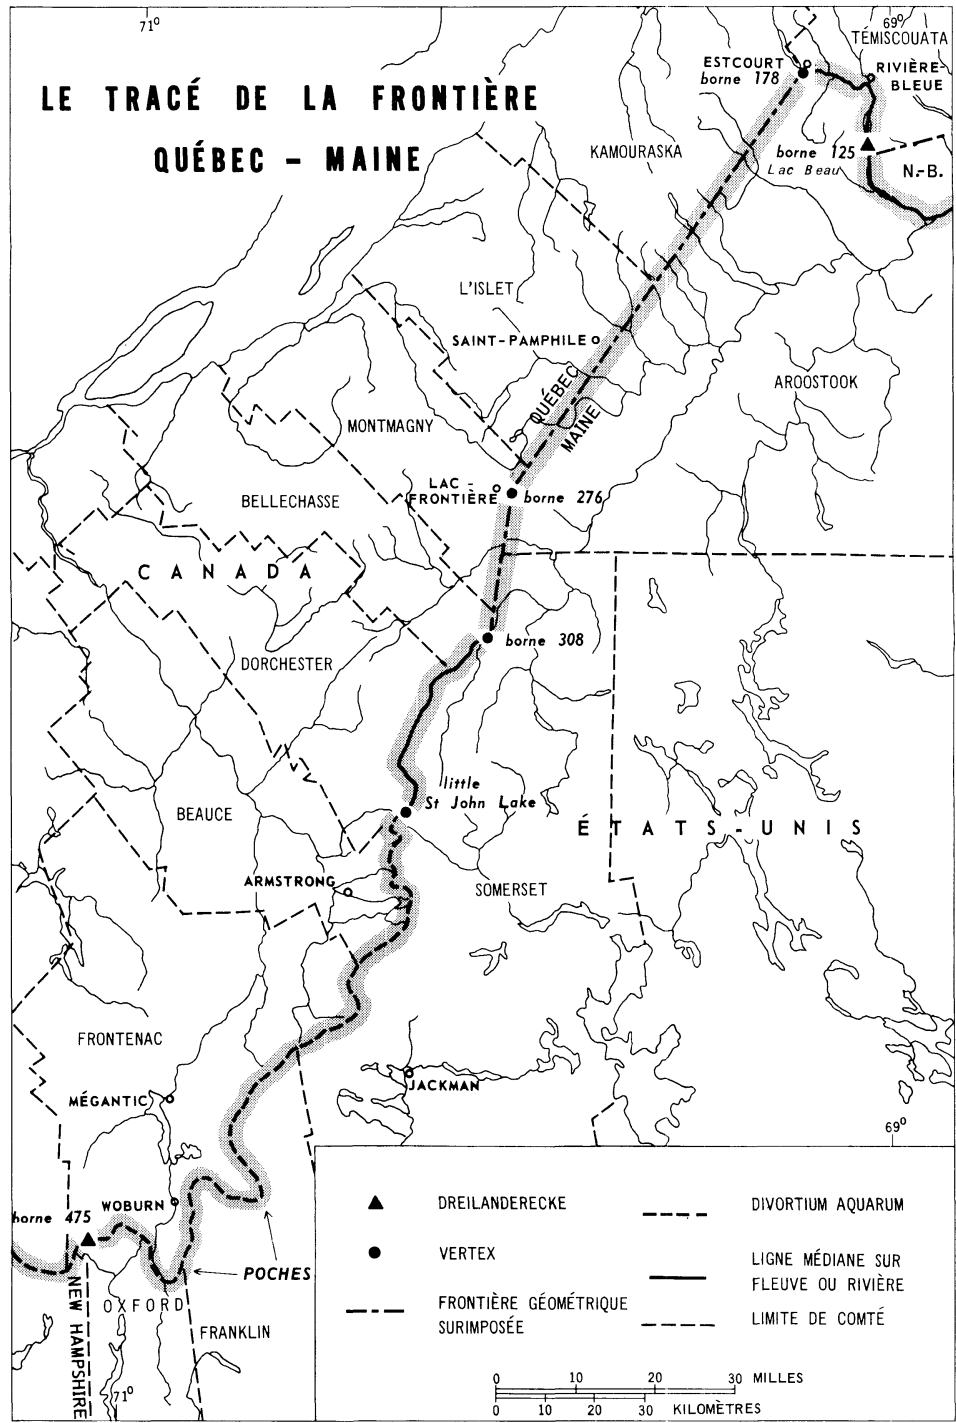 71°
69°
TÉMISCOUATA
ESTCOURT
borne 178
RIVIÈRE-
BLEUE
LE TRACÉ DE LA FRONTIÈRE
QUÉBEC – MAINE
KAMOURASKA
borne 125
Lac Beau
N.-B.
L'ISLET
SAINT-PAMPHILE
QUÉBEC
MAINE
AROOSTOOK
MONTMAGNY
LAC -
FRONTIÈRE
borne 276
BELLECHASSE
CANADA
borne 308
DORCHESTER
little
St John Lake
BEAUCE
ÉTATS-UNIS
ARMSTRONG
SOMERSET
FRONTENAC
JACKMAN
MÉGANTIC
69°
WOBURN
borne 475
POCHES
NEW HAMPSHIRE
OXFORD
FRANKLIN
71°
DREILANDERECKE
VERTEX
FRONTIÈRE GÉOMÉTRIQUE
SURIMPOSÉE
DIVORTIUM AQUARUM
LIGNE MÉDIANE SUR
FLEUVE OU RIVIÈRE
LIMITE DE COMTÉ
0 10 20 30 MILLES
0 10 20 30 KILOMÈTRES